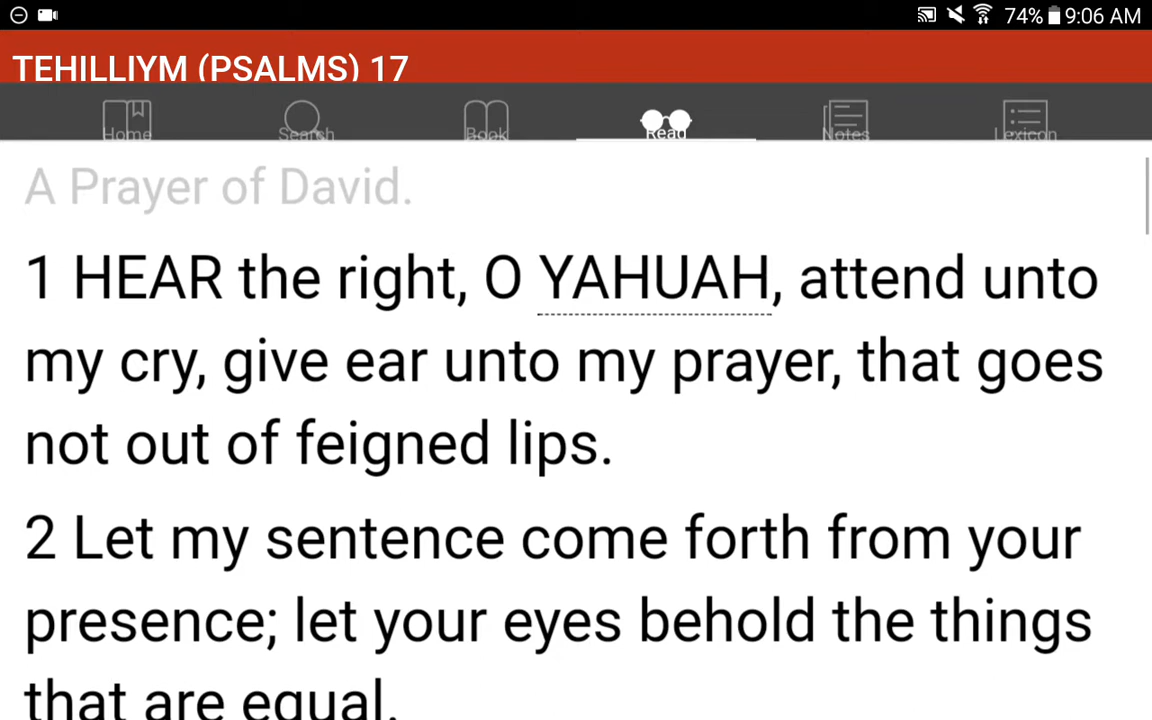 74% 9:06 AM
TEHILLIYM (PSALMS) 17
Home Search Book Read Notes Lexicon
A Prayer of David.
1 HEAR the right, O YAHUAH, attend unto
my cry, give ear unto my prayer, that goes
not out of feigned lips.
2 Let my sentence come forth from your
presence; let your eyes behold the things
that are equal.